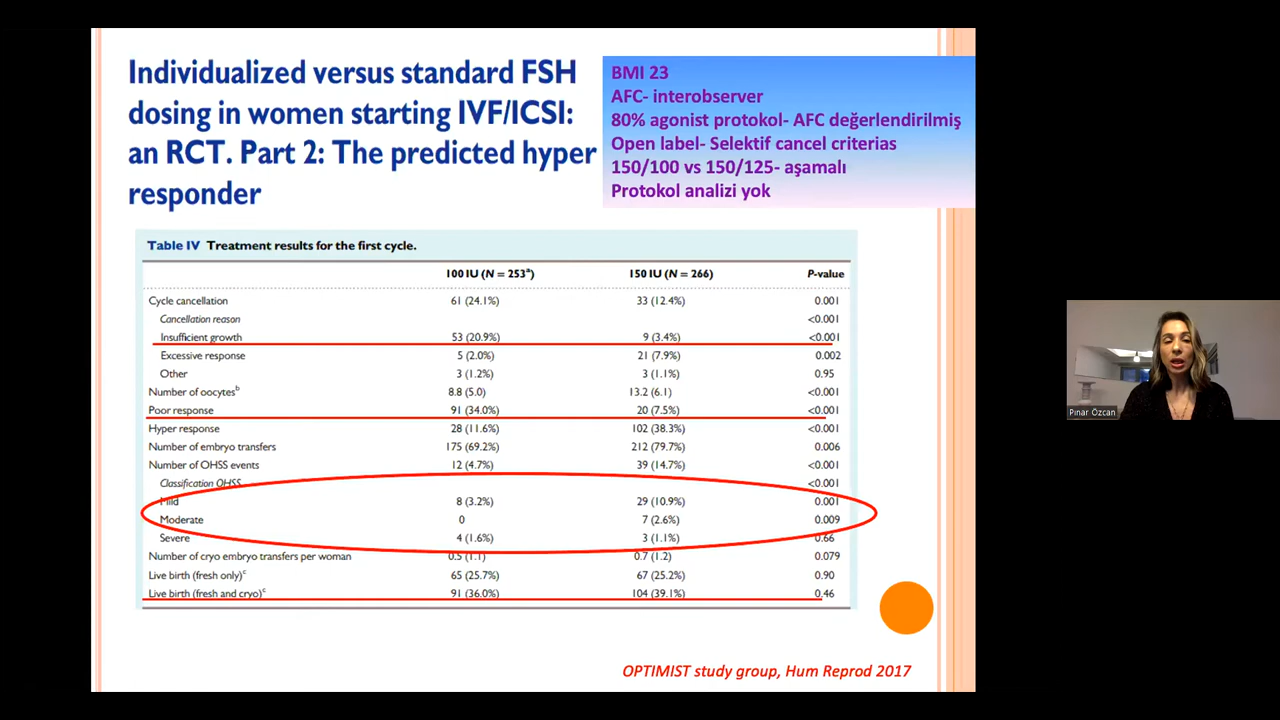 Individualized versus standard FSH
dosing in women starting IVF/ICSI:
an RCT. Part 2: The predicted hyper
responder
BMI 23
AFC- interobserver
80% agonist protokol- AFC değerlendirilmiş
Open label- Selektif cancel criterias
150/100 vs 150/125- aşamalı
Protokol analizi yok
Table IV Treatment results for the first cycle.
100 IU (N = 253ª) 150 IU (N = 266) P-value
Cycle cancellation 61 (24.1%) 33 (12.4%) 0.001
Cancellation reason <0.001
Insufficient growth 53 (20.9%) 9 (3.4%) <0.001
Excessive response 5 (2.0%) 21 (7.9%) 0.002
Other 3 (1.2%) 3 (1.1%) 0.95
Number of oocytesᵇ 8.8 (5.0) 13.2 (6.1) <0.001
Poor response 91 (34.0%) 20 (7.5%) <0.001
Hyper response 28 (11.6%) 102 (38.3%) <0.001
Number of embryo transfers 175 (69.2%) 212 (79.7%) 0.006
Number of OHSS events 12 (4.7%) 39 (14.7%) <0.001
Classification OHSS <0.001
Mild 8 (3.2%) 29 (10.9%) 0.001
Moderate 0 7 (2.6%) 0.009
Severe 4 (1.6%) 3 (1.1%) 0.66
Number of cryo embryo transfers per woman 0.5 (1.1) 0.7 (1.2) 0.079
Live birth (fresh only)ᶜ 65 (25.7%) 67 (25.2%) 0.90
Live birth (fresh and cryo)ᶜ 91 (36.0%) 104 (39.1%) 0.46
OPTIMIST study group, Hum Reprod 2017
Pınar Özcan